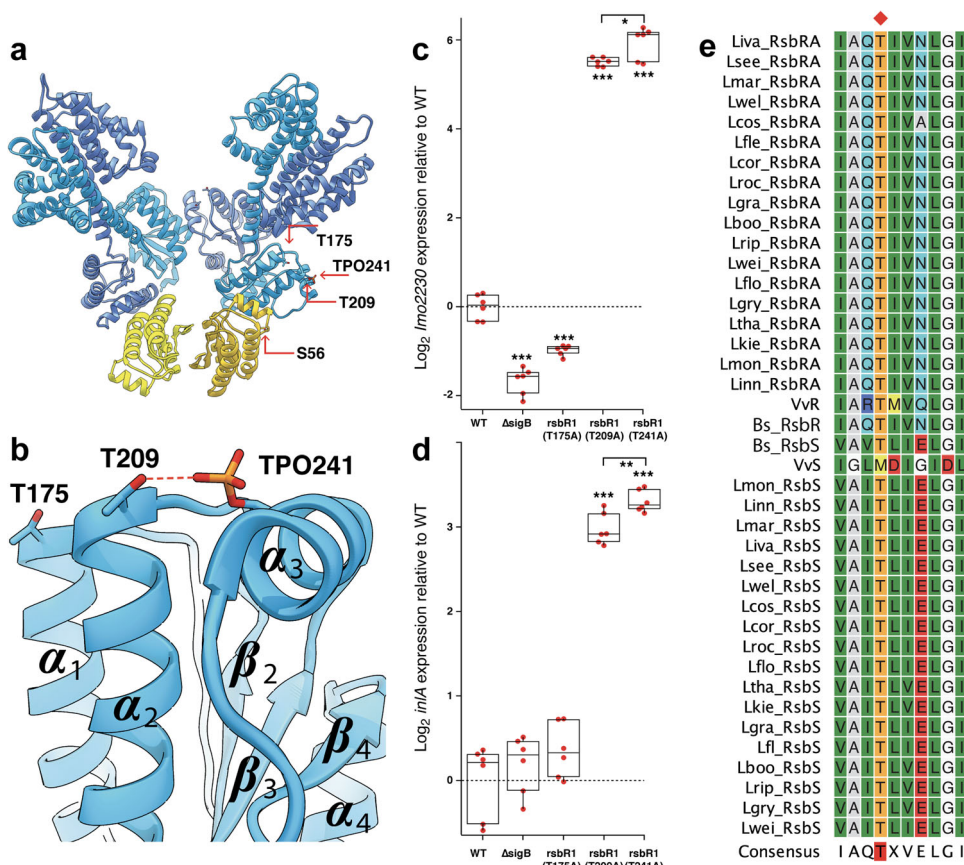 a
T175
TPO241
T209
S56
b
T209
TPO241
T175
α3
α1
α2
β2
β3
β4
α4
c
Log2 lmo2230 expression relative to WT
6
4
2
0
-2
*
***
***
***
***
WT
ΔsigB
rsbR1 (T175A)
rsbR1 (T209A)
rsbR1 (T241A)
d
Log2 inlA expression relative to WT
3
2
1
0
**
***
***
WT
ΔsigB
rsbR1 (T175A)
rsbR1 (T209A)
rsbR1 (T241A)
e
Liva_RsbRA I A Q T I V N L G I
Lsee_RsbRA I A Q T I V N L G I
Lmar_RsbRA I A Q T I V N L G I
Lwel_RsbRA I A Q T I V N L G I
Lcos_RsbRA I A Q T I V A L G I
Lfle_RsbRA I A Q T I V N L G I
Lcor_RsbRA I A Q T I V N L G I
Lroc_RsbRA I A Q T I V N L G I
Lgra_RsbRA I A Q T I V N L G I
Lboo_RsbRA I A Q T I V N L G I
Lrip_RsbRA I A Q T I V N L G I
Lwei_RsbRA I A Q T I V N L G I
Lflo_RsbRA I A Q T I V N L G I
Lgry_RsbRA I A Q T I V N L G I
Ltha_RsbRA I A Q T I V N L G I
Lkie_RsbRA I A Q T I V N L G I
Lmon_RsbRA I A Q T I V N L G I
Linn_RsbRA I A Q T I V N L G I
VvR I A R T M V Q L G I
Bs_RsbR I A Q T I V N L G I
Bs_RsbS V A V T L I E L G I
VvS I G L M D I G I D L
Lmon_RsbS V A I T L I E L G I
Linn_RsbS V A I T L I E L G I
Lmar_RsbS V A I T L I E L G I
Liva_RsbS V A I T L I E L G I
Lsee_RsbS V A I T L I E L G I
Lwel_RsbS V A I T L I E L G I
Lcos_RsbS V A I T L I E L G I
Lcor_RsbS V A I T L I E L G I
Lroc_RsbS V A I T L I E L G I
Lflo_RsbS V A I T L I E L G I
Ltha_RsbS V A I T L V E L G I
Lkie_RsbS V A I T L V E L G I
Lgra_RsbS V A I T L I E L G I
Lfl_RsbS V A I T L I E L G I
Lboo_RsbS V A I T L V E L G I
Lrip_RsbS V A I T L V E L G I
Lgry_RsbS V A I T L V E L G I
Lwei_RsbS V A I T L I E L G I
Consensus I A Q T X V E L G I